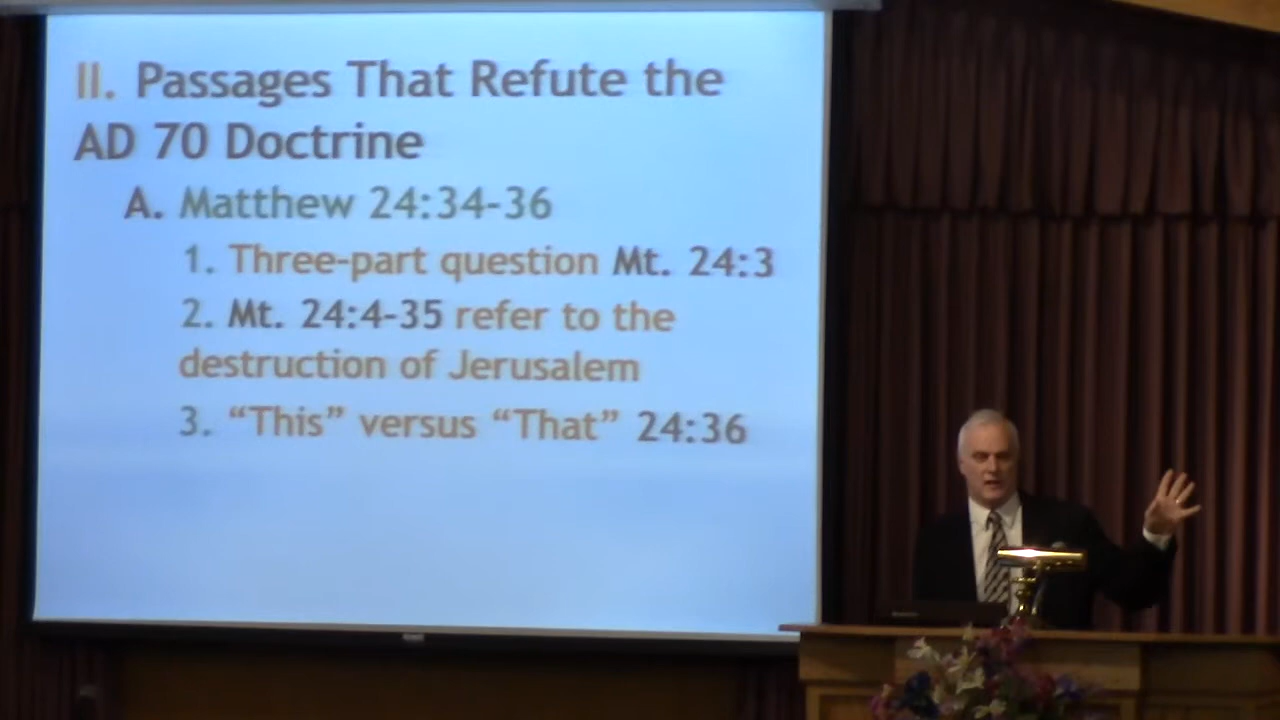 II. Passages That Refute the
AD 70 Doctrine
A. Matthew 24:34-36
1. Three-part question Mt. 24:3
2. Mt. 24:4-35 refer to the
destruction of Jerusalem
3. “This” versus “That” 24:36